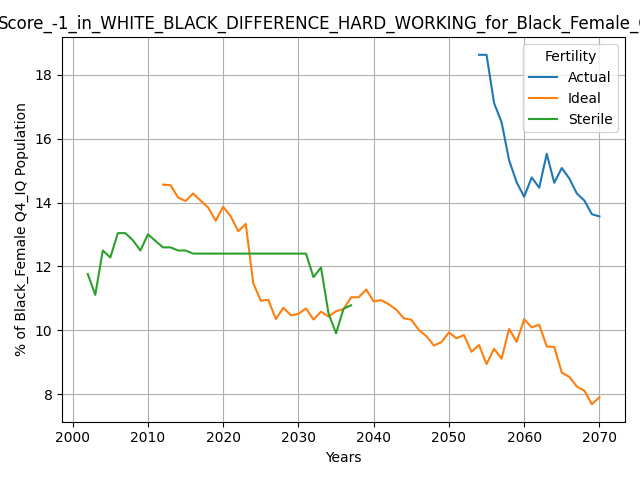 Score_-1_in_WHITE_BLACK_DIFFERENCE_HARD_WORKING_for_Black_Female_
Fertility
Actual
Ideal
Sterile
% of Black_Female Q4_IQ Population
18
16
14
12
10
8
2000 2010 2020 2030 2040 2050 2060 2070
Years